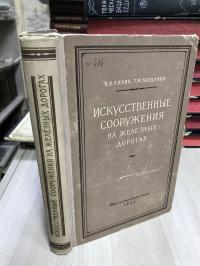 ИСКУССТВЕННЫЕ
СООРУЖЕНИЯ
НА ЖЕЛЕЗНЫХ
ДОРОГАХ
ИСКУССТВЕННЫЕ СООРУЖЕНИЯ НА ЖЕЛЕЗНЫХ ДОРОГАХ